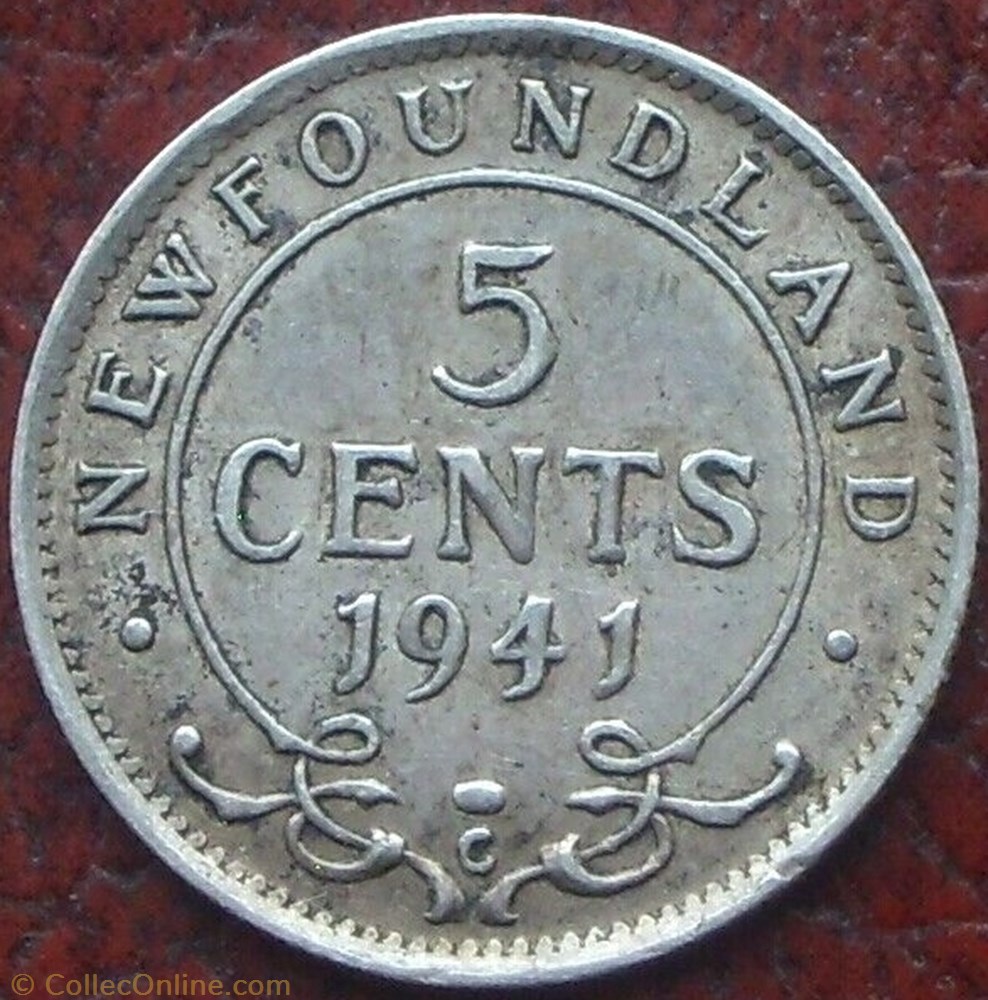 • NEWFOUNDLAND •
5
CENTS
1941
C
© CollecOnline.com